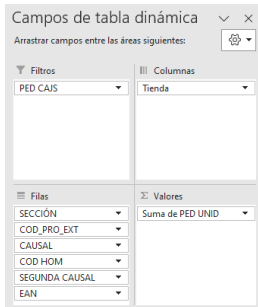 Campos de tabla dinámica
Arrastrar campos entre las áreas siguientes:
Filtros
PED CAJS
Columnas
Tienda
Filas
SECCIÓN
COD_PRO_EXT
CAUSAL
COD HOM
SEGUNDA CAUSAL
EAN
Σ Valores
Suma de PED UNID